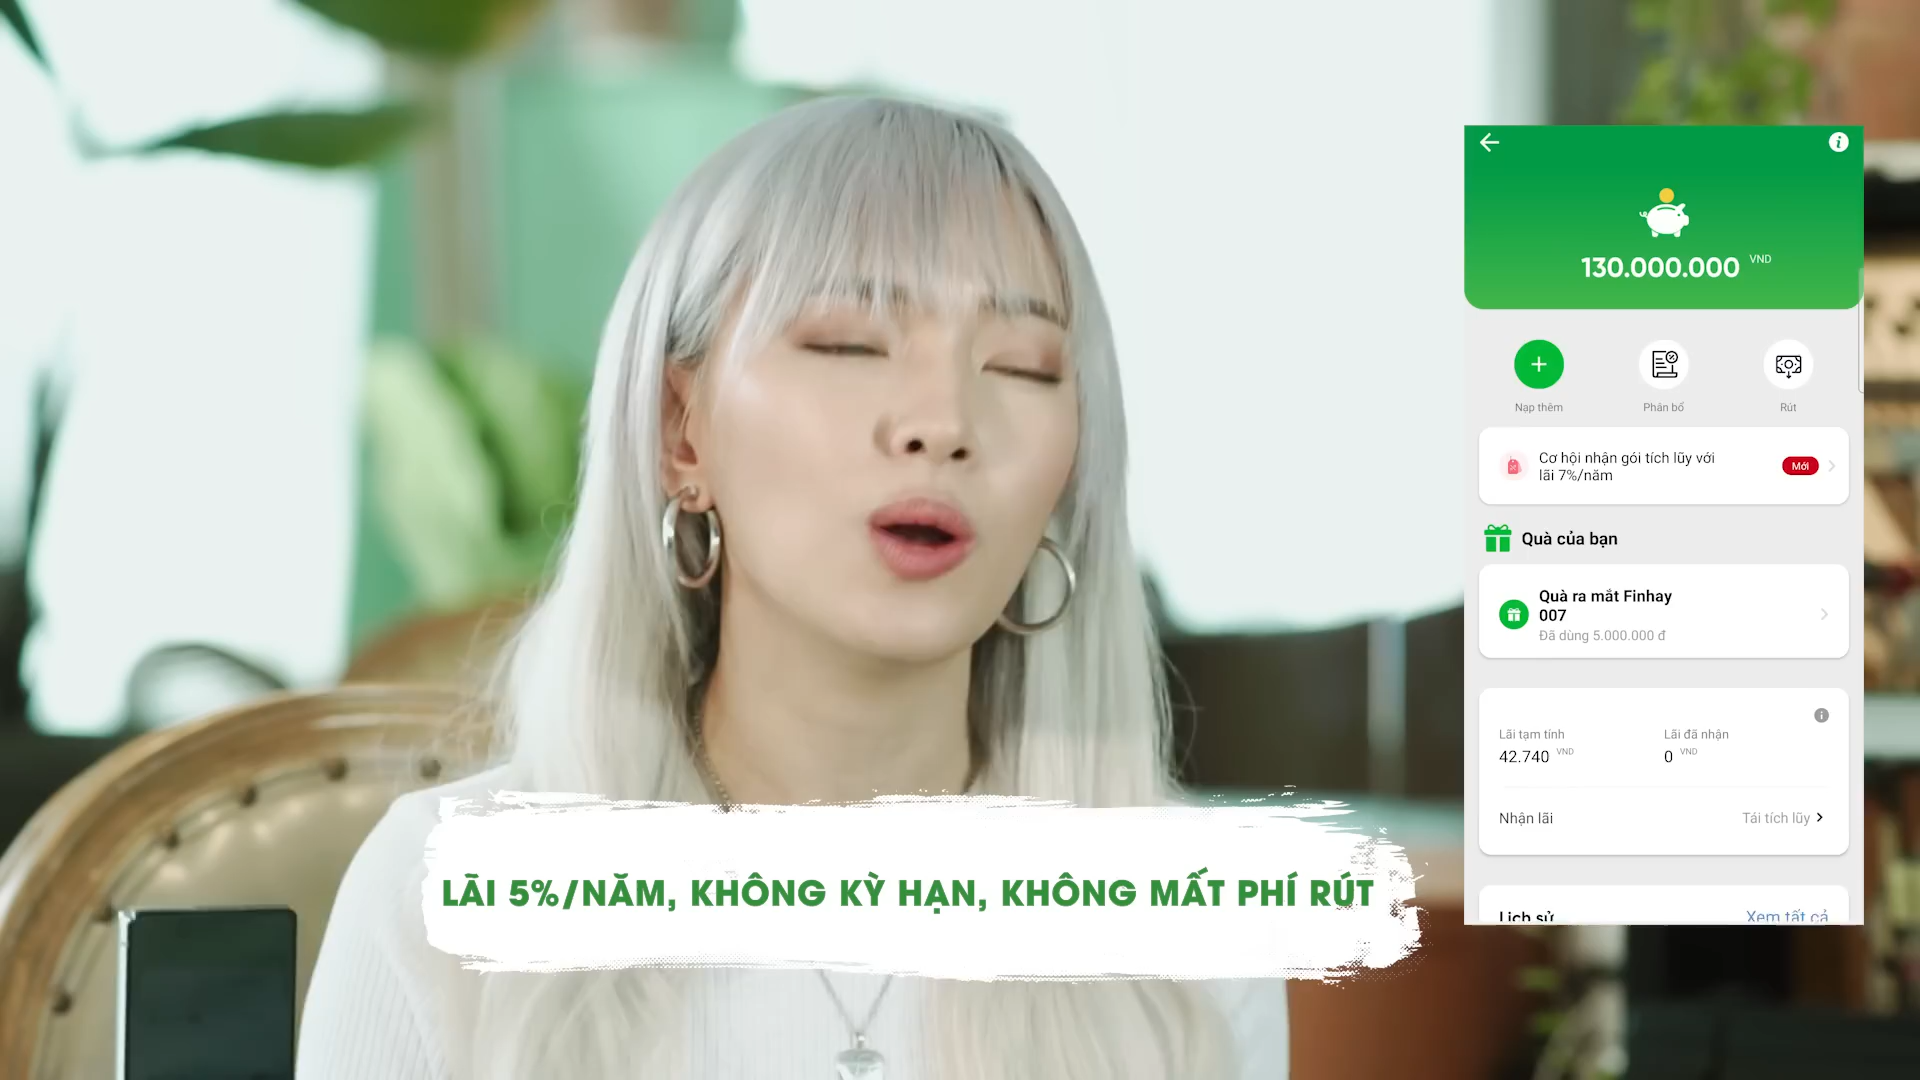 130.000.000 VND
Nạp thêm
Phân bổ
Rút
Cơ hội nhận gói tích lũy với
lãi 7%/năm
Mới
Quà của bạn
Quà ra mắt Finhay
007
Đã dùng 5.000.000 đ
Lãi tạm tính
42.740 VND
Lãi đã nhận
0 VND
Nhận lãi
Tái tích lũy
Lịch sử
Xem tất cả
LÃI 5%/NĂM, KHÔNG KỲ HẠN, KHÔNG MẤT PHÍ RÚT